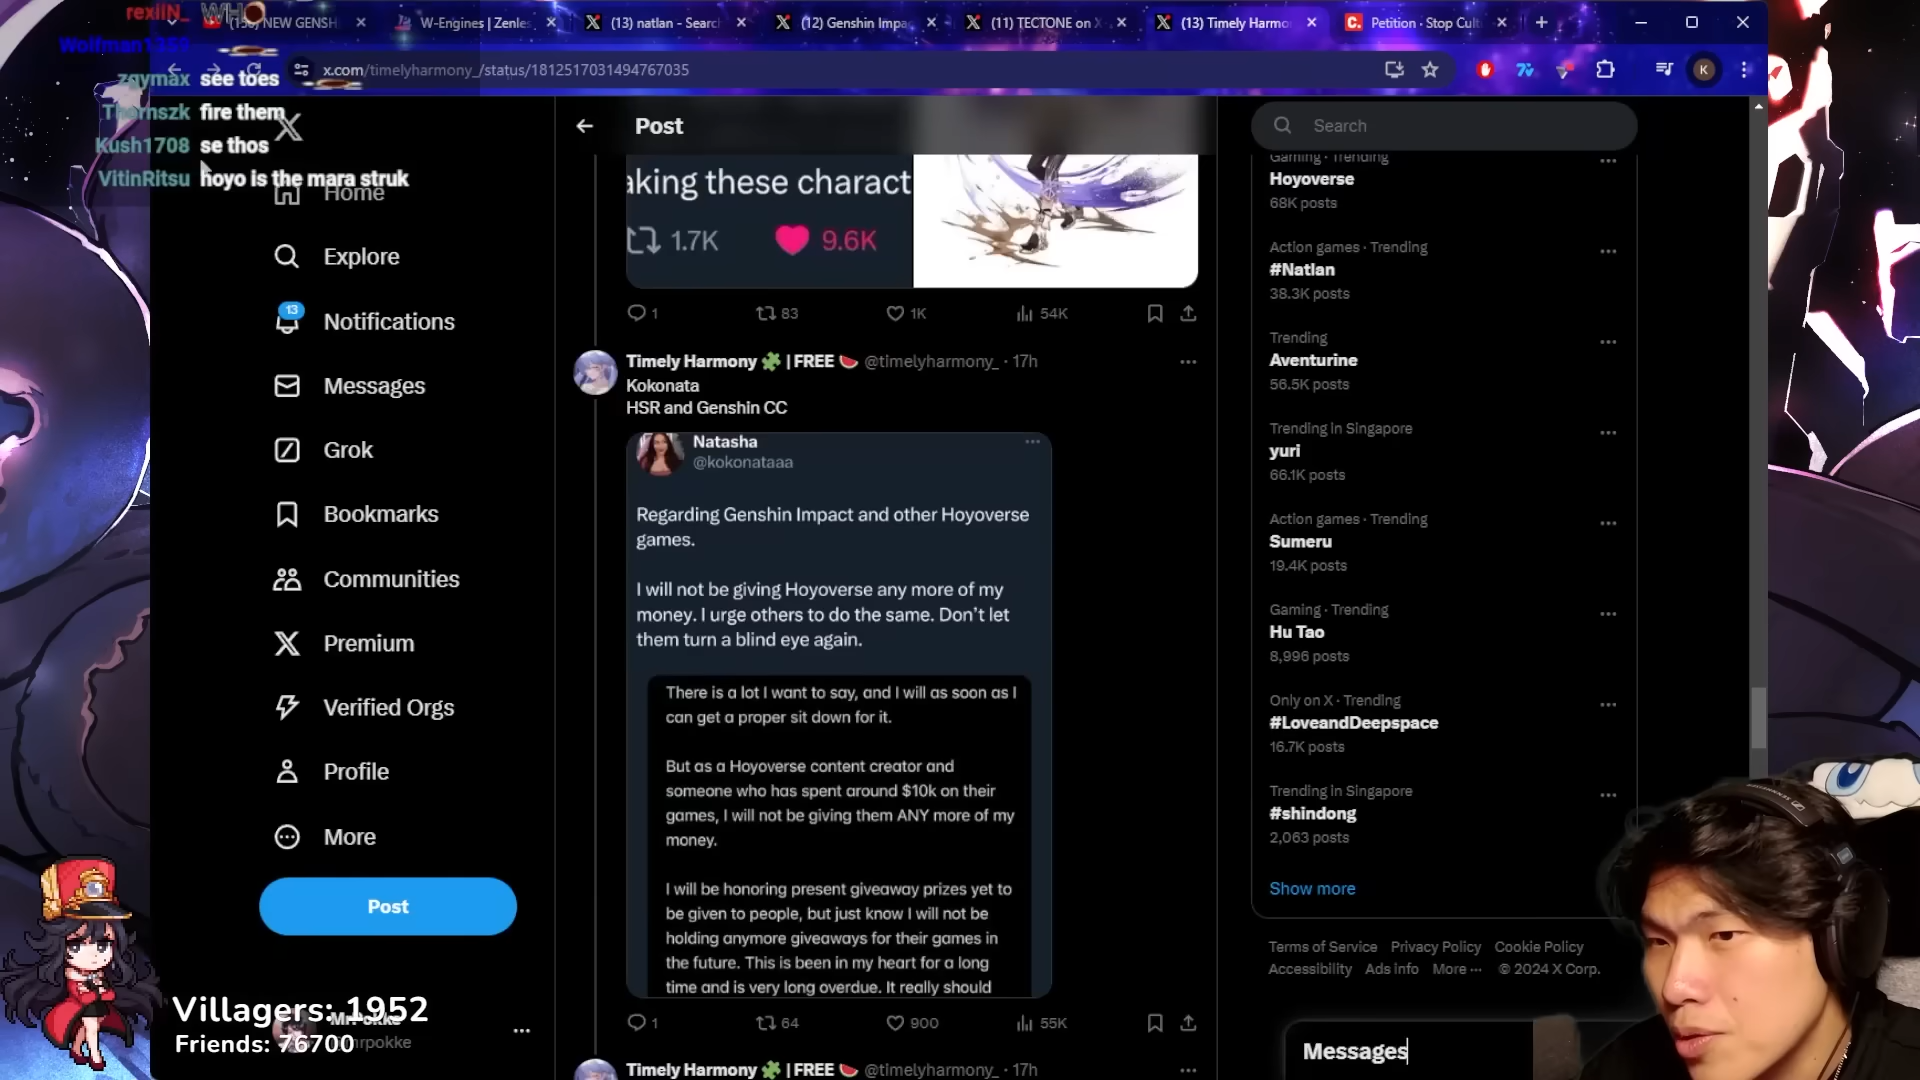 rexiIN_ WHO
Wolfman1359
zgymax see toes
Thornszk fire them
Kush1708 se thos
VitinRitsu hoyo is the mara struk
(150) NEW GENSH
W-Engines | Zenle
(13) natlan - Searc
(12) Genshin Impa
(11) TECTONE on X
(13) Timely Harmo
Petition · Stop Cult
x.com/timelyharmony_/status/1812517031494767035
K
Home
Explore
13
Notifications
Messages
Grok
Bookmarks
Communities
Premium
Verified Orgs
Profile
More
Post
Villagers: 1952
MrPokke
Friends: 76700
mrpokke
Post
aking these charact
1.7K 9.6K
1 83 1K 54K
Timely Harmony 🧩 | FREE 🍉 @timelyharmony_ · 17h
Kokonata
HSR and Genshin CC
Natasha
@kokonataaa
Regarding Genshin Impact and other Hoyoverse
games.
I will not be giving Hoyoverse any more of my
money. I urge others to do the same. Don't let
them turn a blind eye again.
There is a lot I want to say, and I will as soon as I
can get a proper sit down for it.
But as a Hoyoverse content creator and
someone who has spent around $10k on their
games, I will not be giving them ANY more of my
money.
I will be honoring present giveaway prizes yet to
be given to people, but just know I will not be
holding anymore giveaways for their games in
the future. This is been in my heart for a long
time and is very long overdue. It really should
1 64 900 55K
Timely Harmony 🧩 | FREE 🍉 @timelyharmony_ · 17h
Search
Gaming · Trending
Hoyoverse
68K posts
Action games · Trending
#Natlan
38.3K posts
Trending
Aventurine
56.5K posts
Trending in Singapore
yuri
66.1K posts
Action games · Trending
Sumeru
19.4K posts
Gaming · Trending
Hu Tao
8,996 posts
Only on X · Trending
#LoveandDeepspace
16.7K posts
Trending in Singapore
#shindong
2,063 posts
Show more
Terms of Service Privacy Policy Cookie Policy
Accessibility Ads info More ··· © 2024 X Corp.
Messages